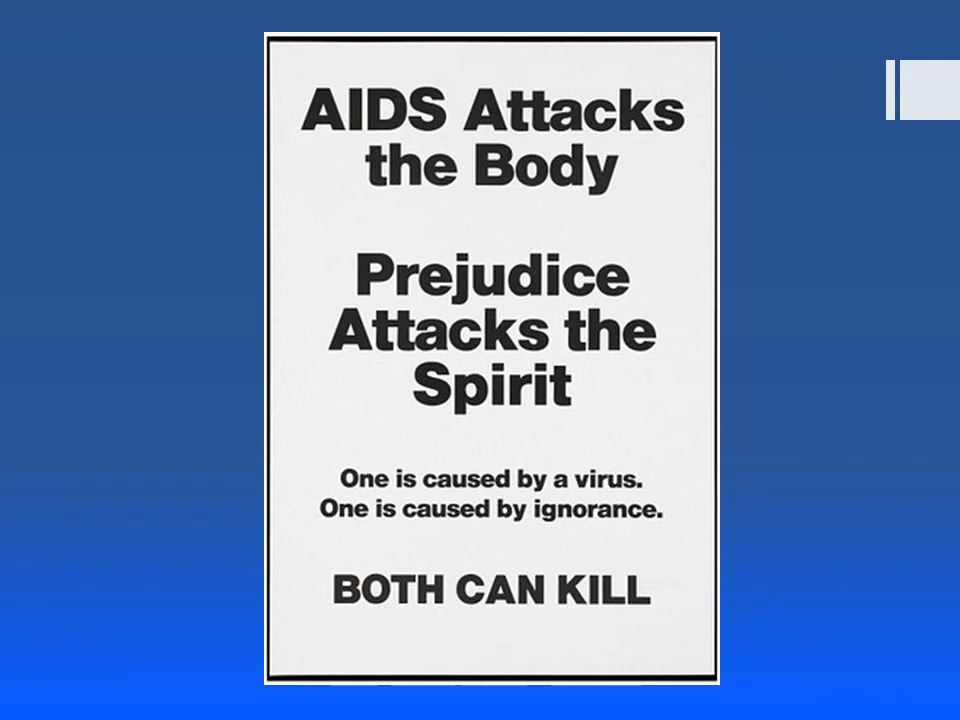 AIDS Attacks
the Body
Prejudice
Attacks the
Spirit
One is caused by a virus.
One is caused by ignorance.
BOTH CAN KILL